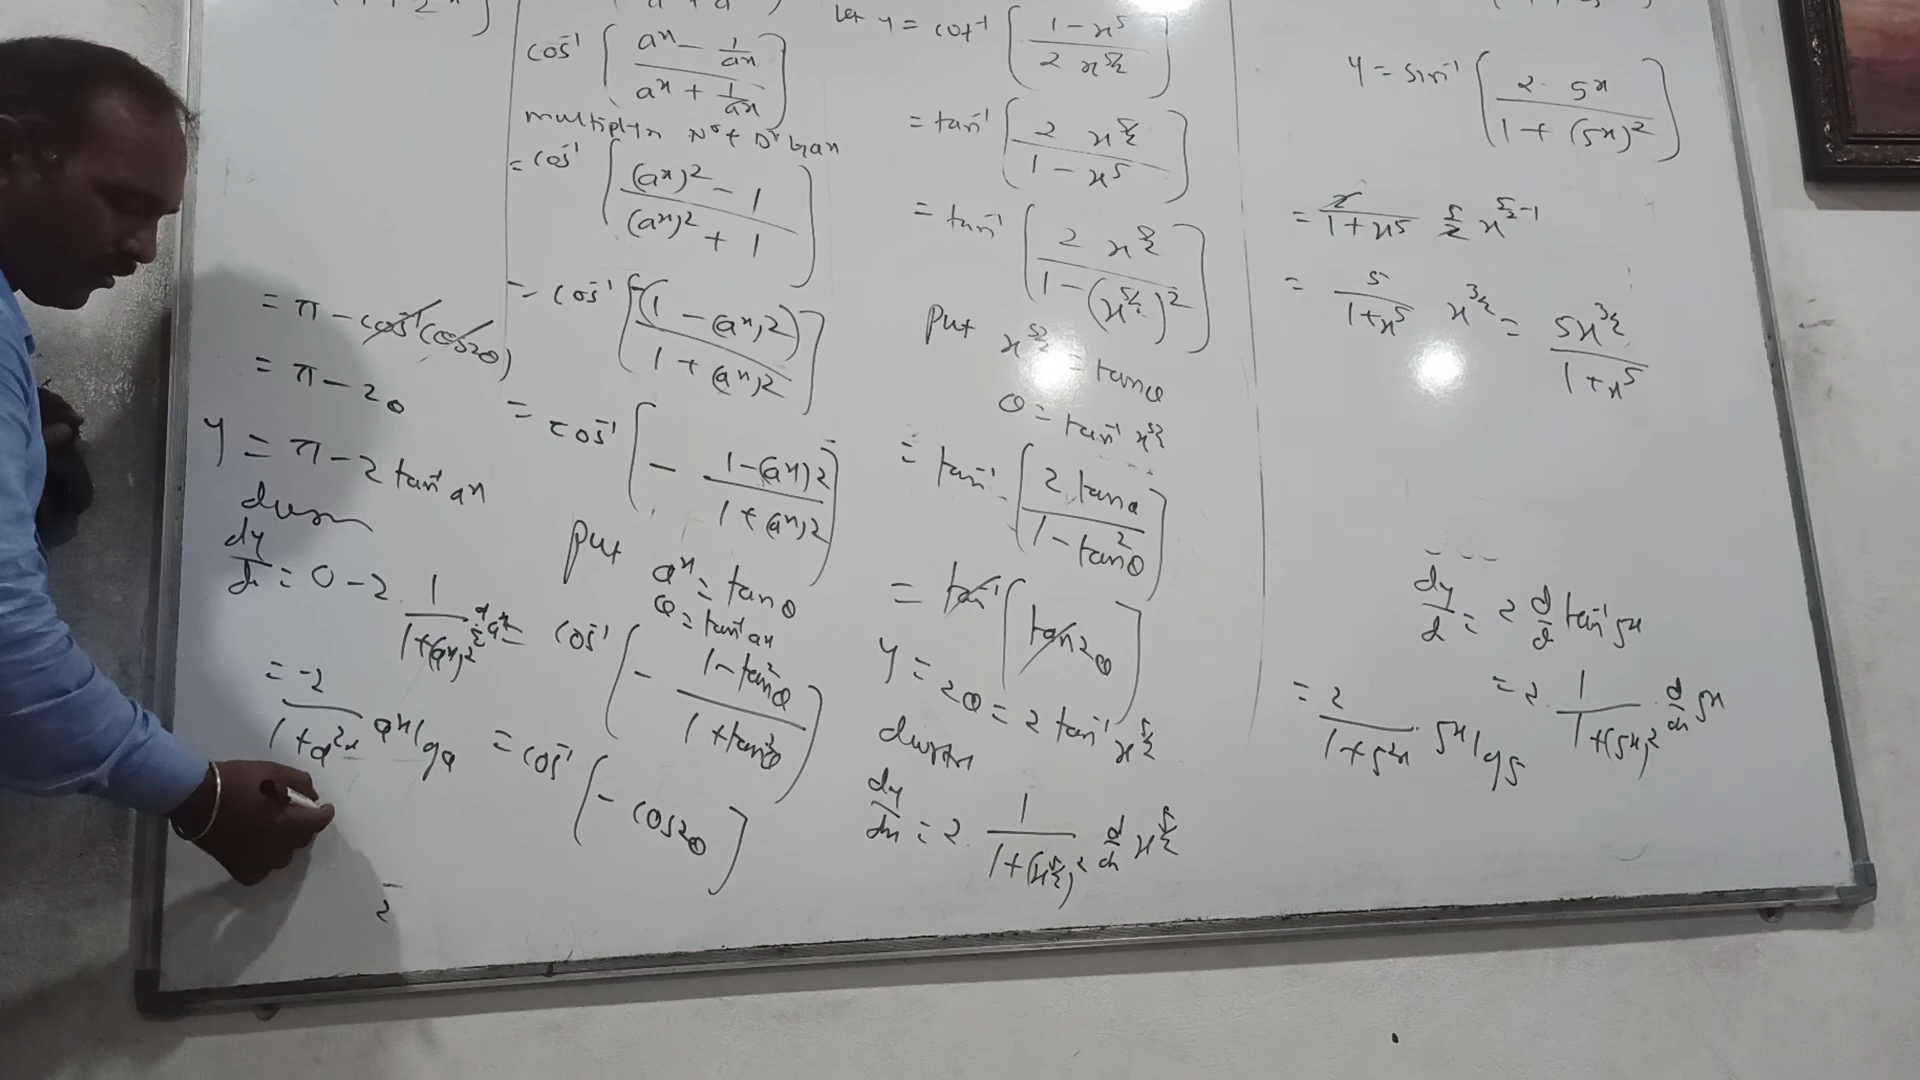 cos⁻¹ [ (aˣ − 1/aˣ) / (aˣ + 1/aˣ) ]
multiplyn Nʳ & Dʳ by aˣ
= cos⁻¹ [ ((aˣ)² − 1) / ((aˣ)² + 1) ]
= cos⁻¹ [ −(1 − (aˣ)²) / (1 + (aˣ)²) ]
= cos⁻¹ [ − (1 − (aˣ)²) / (1 + (aˣ)²) ]
put aˣ = tanθ
θ = tan⁻¹ aˣ
= cos⁻¹ [ − (1 − tan²θ) / (1 + tan²θ) ]
= cos⁻¹ [ − cos2θ ]
= π − cos⁻¹(cos2θ)
= π − 2θ
y = π − 2 tan⁻¹ aˣ
dwrx
dy/dx = 0 − 2 · 1/(1+(aˣ)²) d/dx aˣ
= −2/(1+a²ˣ) aˣ log a
2
Let y = cot⁻¹ [ (1 − x⁵) / (2 x^(5/2)) ]
= tan⁻¹ [ 2 x^(5/2) / (1 − x⁵) ]
= tan⁻¹ [ 2 x^(5/2) / (1 − (x^(5/2))²) ]
Put x^(5/2) = tanθ
θ = tan⁻¹ x^(5/2)
= tan⁻¹ [ 2 tanθ / (1 − tan²θ) ]
= tan⁻¹ [ tan2θ ]
y = 2θ = 2 tan⁻¹ x^(5/2)
dwrx
dy/dx = 2 · 1/(1+(x^(5/2))²) d/dx x^(5/2)
y = sin⁻¹ [ 2 · 5ˣ / (1 + (5ˣ)²) ]
= 2/(1+x⁵) 5/2 x^(5/2−1)
= 5/(1+x⁵) x^(3/2) = 5x^(3/2)/(1+x⁵)
dy/d = 2 d/d tan⁻¹ 5ˣ
= 2 · 1/(1+(5ˣ)²) · d/dx 5ˣ
= 2/(1+5²ˣ) · 5ˣ log 5